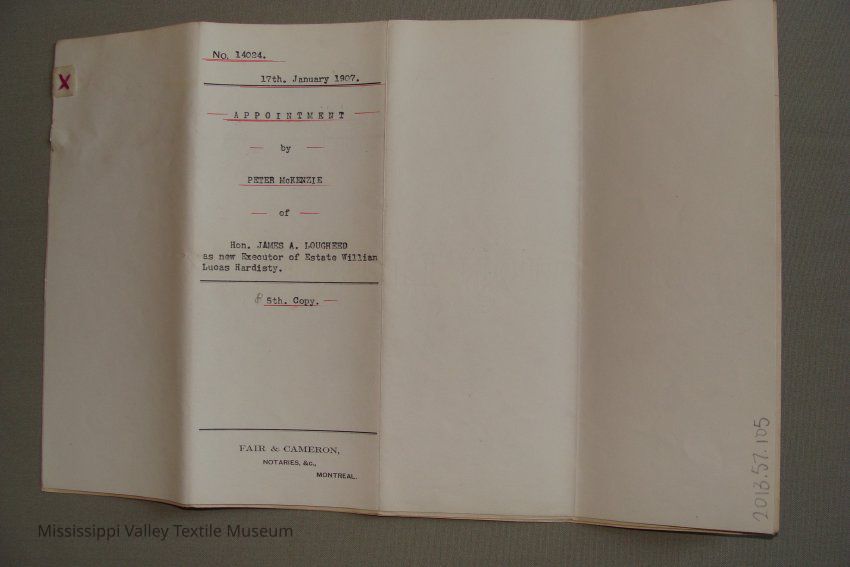 X
No. 14024.
17th. January 1907.
APPOINTMENT
by
PETER McKENZIE
of
Hon. JAMES A. LOUGHEED
as new Executor of Estate Willian
Lucas Hardisty.
8 5th. Copy.
FAIR & CAMERON,
NOTARIES, &c.,
MONTREAL.
2013.57.105
Mississippi Valley Textile Museum